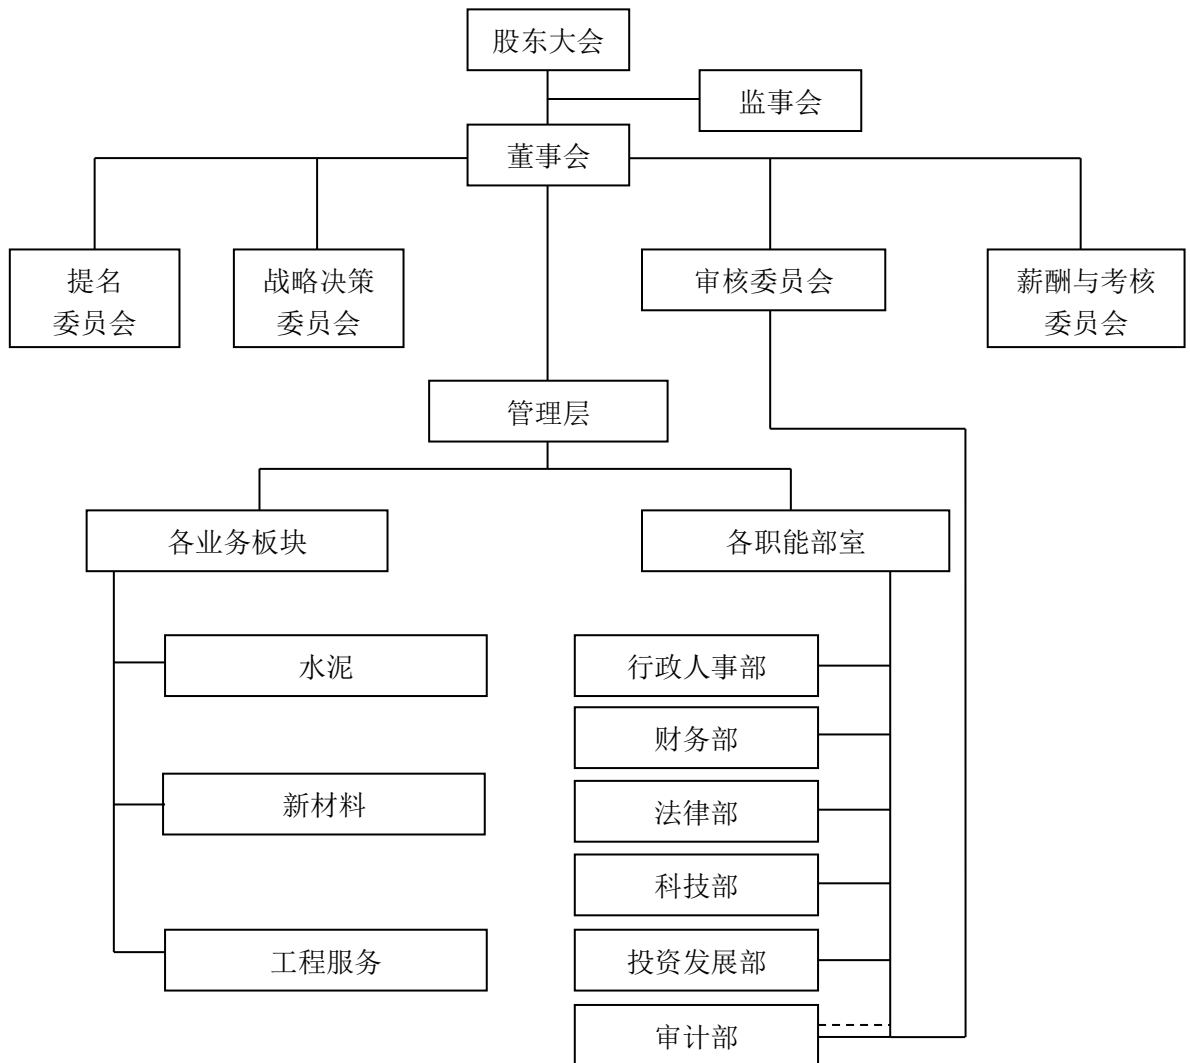 股东大会
监事会
董事会
提名
委员会
战略决策
委员会
审核委员会
薪酬与考核
委员会
管理层
各业务板块
各职能部室
水泥
新材料
工程服务
行政人事部
财务部
法律部
科技部
投资发展部
审计部